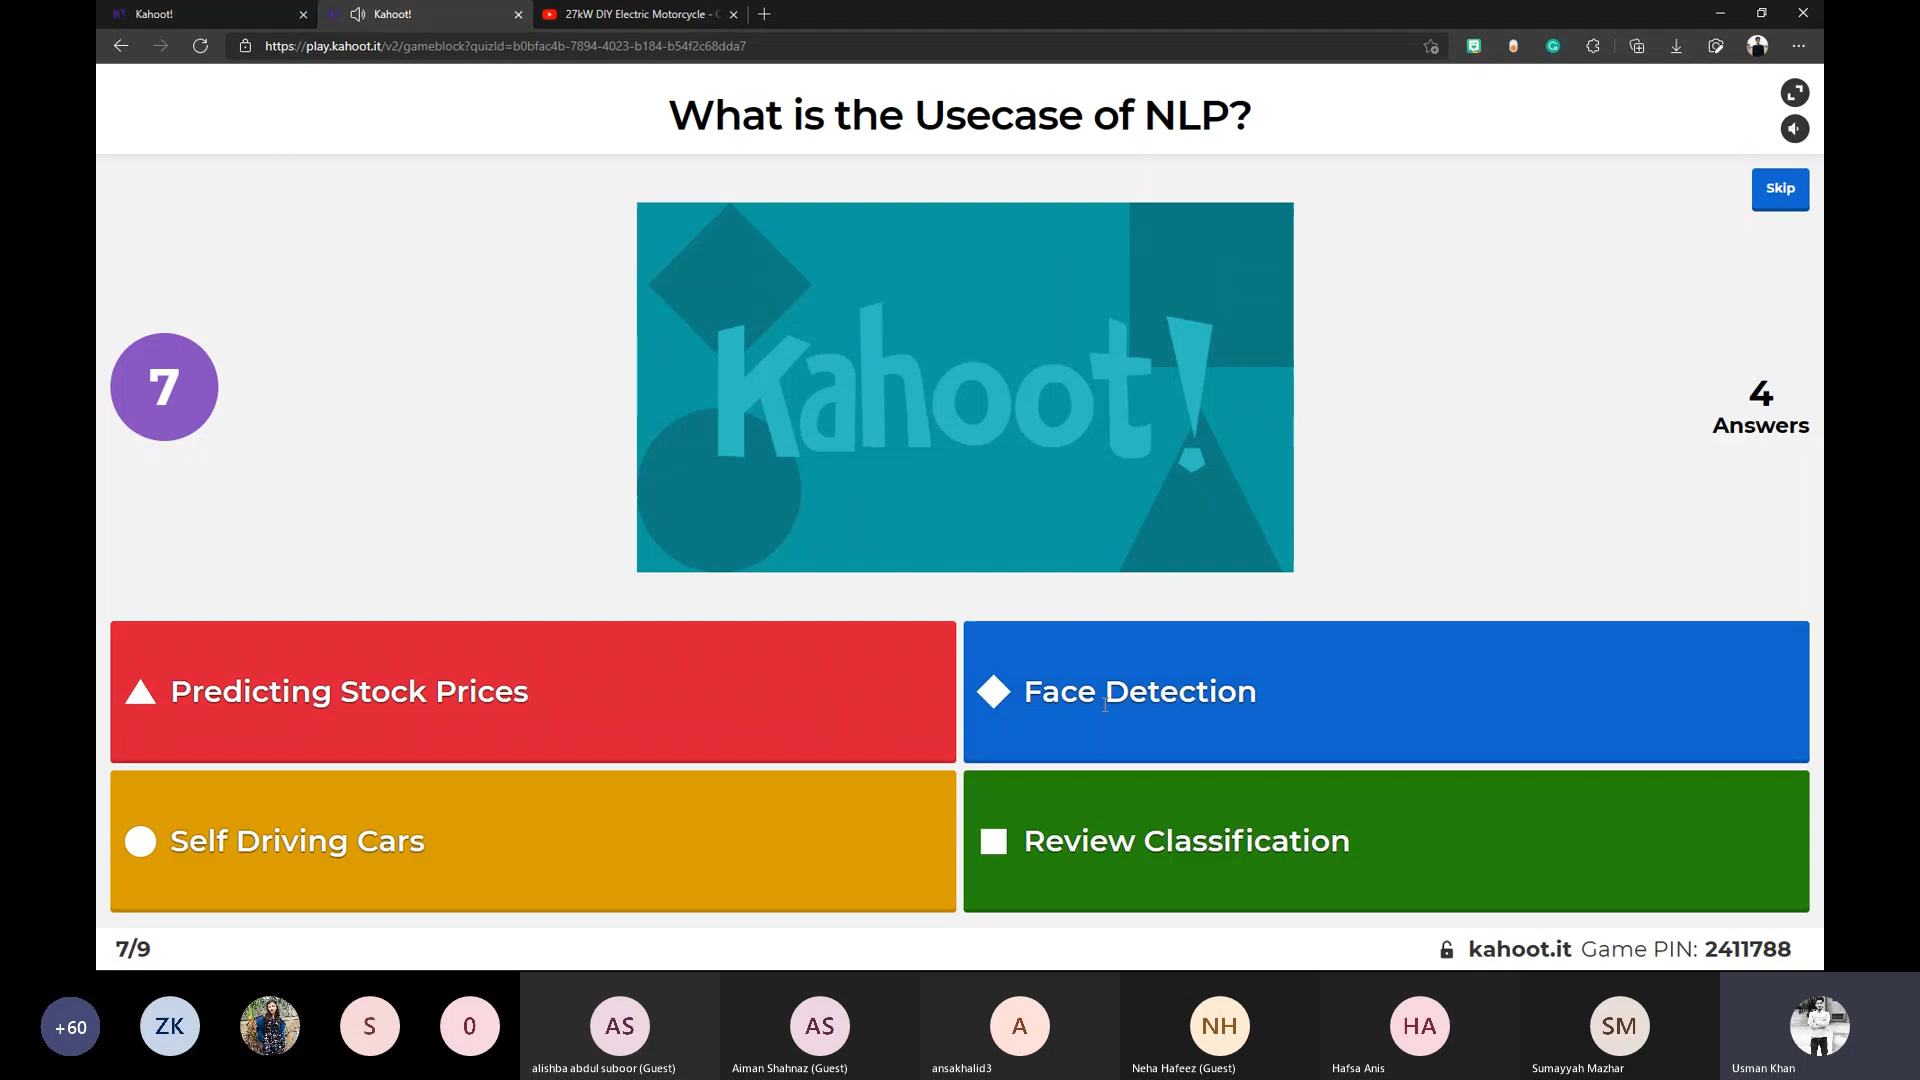 Kahoot!
Kahoot!
27kW DIY Electric Motorcycle -
https://play.kahoot.it/v2/gameblock?quizId=b0bfac4b-7894-4023-b184-b54f2c68dda7
What is the Usecase of NLP?
Skip
Kahoot!
7
4
Answers
Predicting Stock Prices
Face Detection
Self Driving Cars
Review Classification
7/9
kahoot.it Game PIN: 2411788
+60
ZK
S
0
AS
AS
A
NH
HA
SM
alishba abdul suboor (Guest)
Aiman Shahnaz (Guest)
ansakhalid3
Neha Hafeez (Guest)
Hafsa Anis
Sumayyah Mazhar
Usman Khan